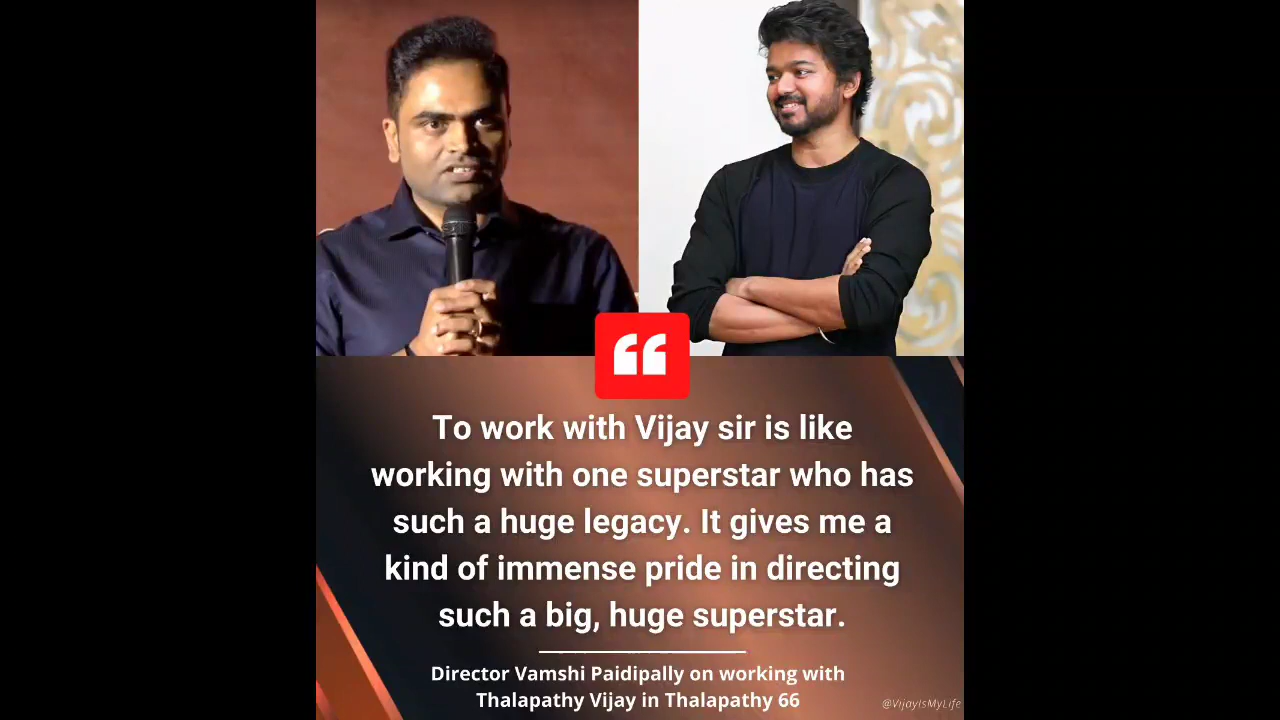 To work with Vijay sir is like
working with one superstar who has
such a huge legacy. It gives me a
kind of immense pride in directing
such a big, huge superstar.
Director Vamshi Paidipally on working with
Thalapathy Vijay in Thalapathy 66
@VijayIsMyLife